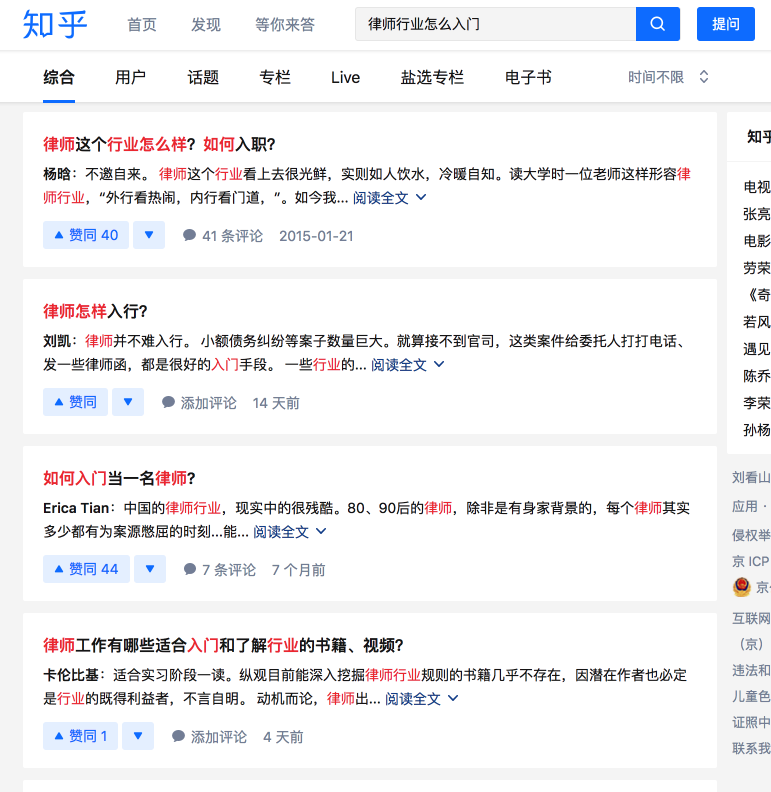 知乎 首页 发现 等你来答 律师行业怎么入门 提问
综合 用户 话题 专栏 Live 盐选专栏 电子书 时间不限
律师这个行业怎么样？如何入职？
杨晗：不邀自来。 律师这个行业看上去很光鲜，实则如人饮水，冷暖自知。读大学时一位老师这样形容律
师行业，“外行看热闹，内行看门道，”。如今我... 阅读全文
赞同 40 41 条评论 2015-01-21
律师怎样入行？
刘凯：律师并不难入行。 小额债务纠纷等案子数量巨大。就算接不到官司，这类案件给委托人打打电话、
发一些律师函，都是很好的入门手段。 一些行业的... 阅读全文
赞同 添加评论 14 天前
如何入门当一名律师？
Erica Tian：中国的律师行业，现实中的很残酷。80、90后的律师，除非是有身家背景的，每个律师其实
多少都有为案源憋屈的时刻...能... 阅读全文
赞同 44 7 条评论 7 个月前
律师工作有哪些适合入门和了解行业的书籍、视频？
卡伦比基：适合实习阶段一读。纵观目前能深入挖掘律师行业规则的书籍几乎不存在，因潜在作者也必定
是行业的既得利益者，不言自明。 动机而论，律师出... 阅读全文
赞同 1 添加评论 4 天前
知乎
电视
张亮
电影
劳荣
《奇
若风
遇见
陈乔
李荣
孙杨
刘看山
应用 ·
侵权举
京 ICP
京
互联网
（京）
违法和
儿童色
证照中
联系我